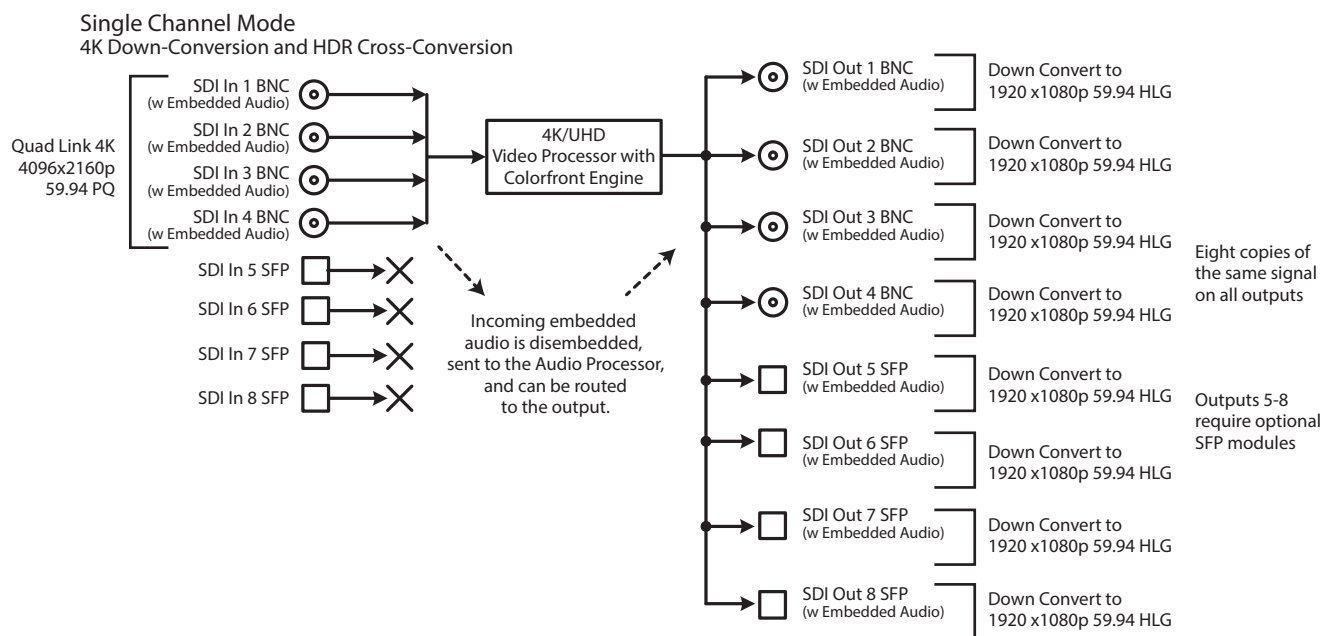 Single Channel Mode
4K Down-Conversion and HDR Cross-Conversion
Quad Link 4K
4096x2160p
59.94 PQ
SDI In 1 BNC
(w Embedded Audio)
SDI In 2 BNC
(w Embedded Audio)
SDI In 3 BNC
(w Embedded Audio)
SDI In 4 BNC
(w Embedded Audio)
SDI In 5 SFP
SDI In 6 SFP
SDI In 7 SFP
SDI In 8 SFP
4K/UHD
Video Processor with
Colorfront Engine
Incoming embedded
audio is disembedded,
sent to the Audio Processor,
and can be routed
to the output.
SDI Out 1 BNC
(w Embedded Audio)
Down Convert to
1920 x1080p 59.94 HLG
SDI Out 2 BNC
(w Embedded Audio)
Down Convert to
1920 x1080p 59.94 HLG
SDI Out 3 BNC
(w Embedded Audio)
Down Convert to
1920 x1080p 59.94 HLG
SDI Out 4 BNC
(w Embedded Audio)
Down Convert to
1920 x1080p 59.94 HLG
SDI Out 5 SFP
(w Embedded Audio)
Down Convert to
1920 x1080p 59.94 HLG
SDI Out 6 SFP
(w Embedded Audio)
Down Convert to
1920 x1080p 59.94 HLG
SDI Out 7 SFP
(w Embedded Audio)
Down Convert to
1920 x1080p 59.94 HLG
SDI Out 8 SFP
(w Embedded Audio)
Down Convert to
1920 x1080p 59.94 HLG
Eight copies of
the same signal
on all outputs
Outputs 5-8
require optional
SFP modules